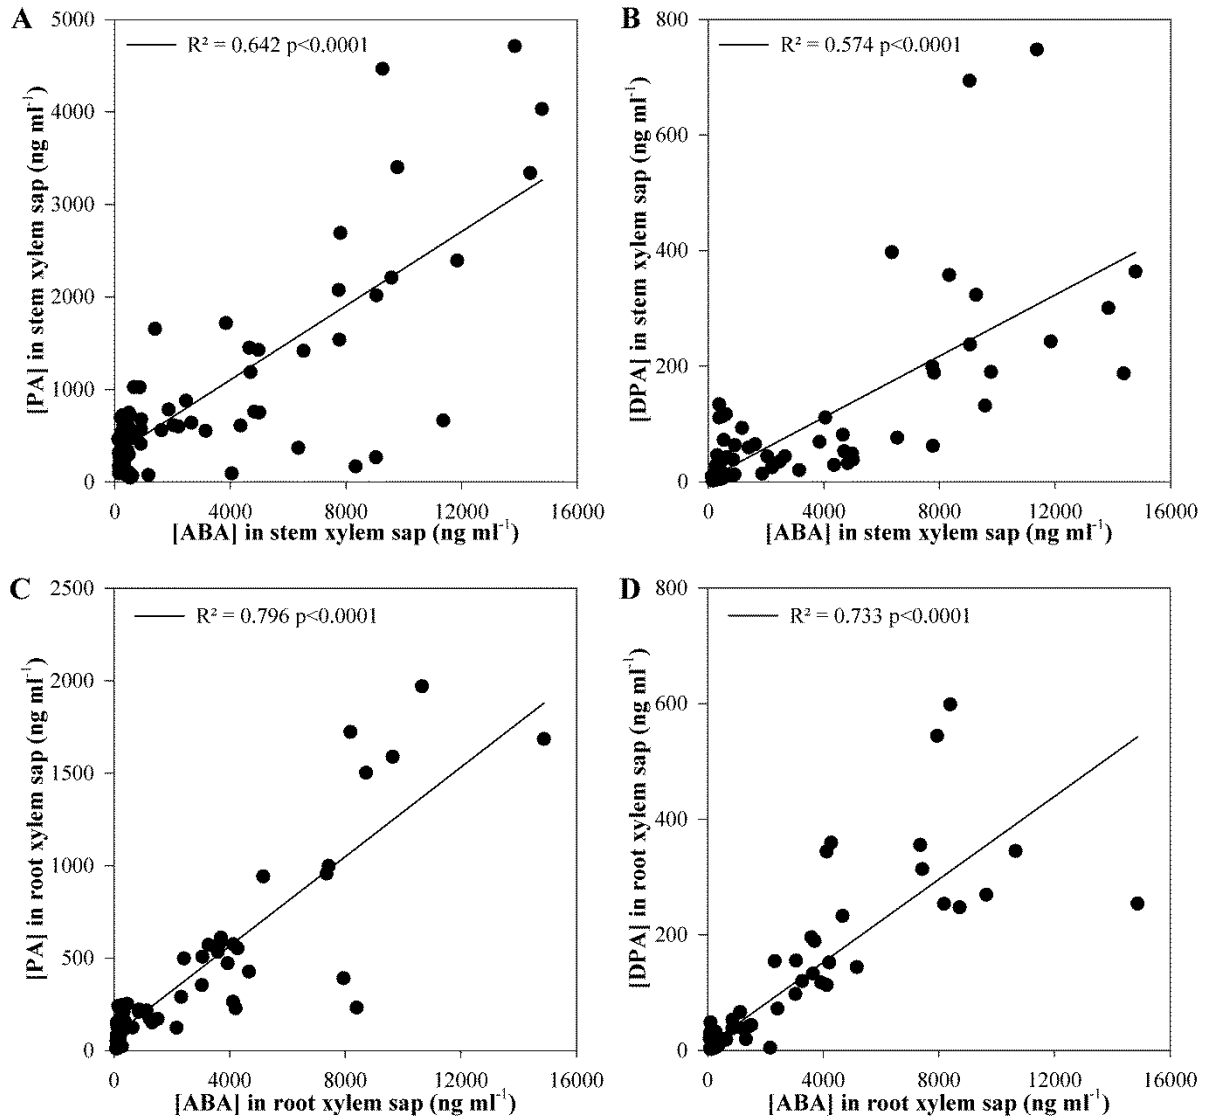 A
R² = 0.642 p<0.0001
[PA] in stem xylem sap (ng ml⁻¹)
5000
4000
3000
2000
1000
0
0 4000 8000 12000 16000
[ABA] in stem xylem sap (ng ml⁻¹)
B
R² = 0.574 p<0.0001
[DPA] in stem xylem sap (ng ml⁻¹)
800
600
400
200
0
0 4000 8000 12000 16000
[ABA] in stem xylem sap (ng ml⁻¹)
C
R² = 0.796 p<0.0001
[PA] in root xylem sap (ng ml⁻¹)
2500
2000
1500
1000
500
0
0 4000 8000 12000 16000
[ABA] in root xylem sap (ng ml⁻¹)
D
R² = 0.733 p<0.0001
[DPA] in root xylem sap (ng ml⁻¹)
800
600
400
200
0
0 4000 8000 12000 16000
[ABA] in root xylem sap (ng ml⁻¹)